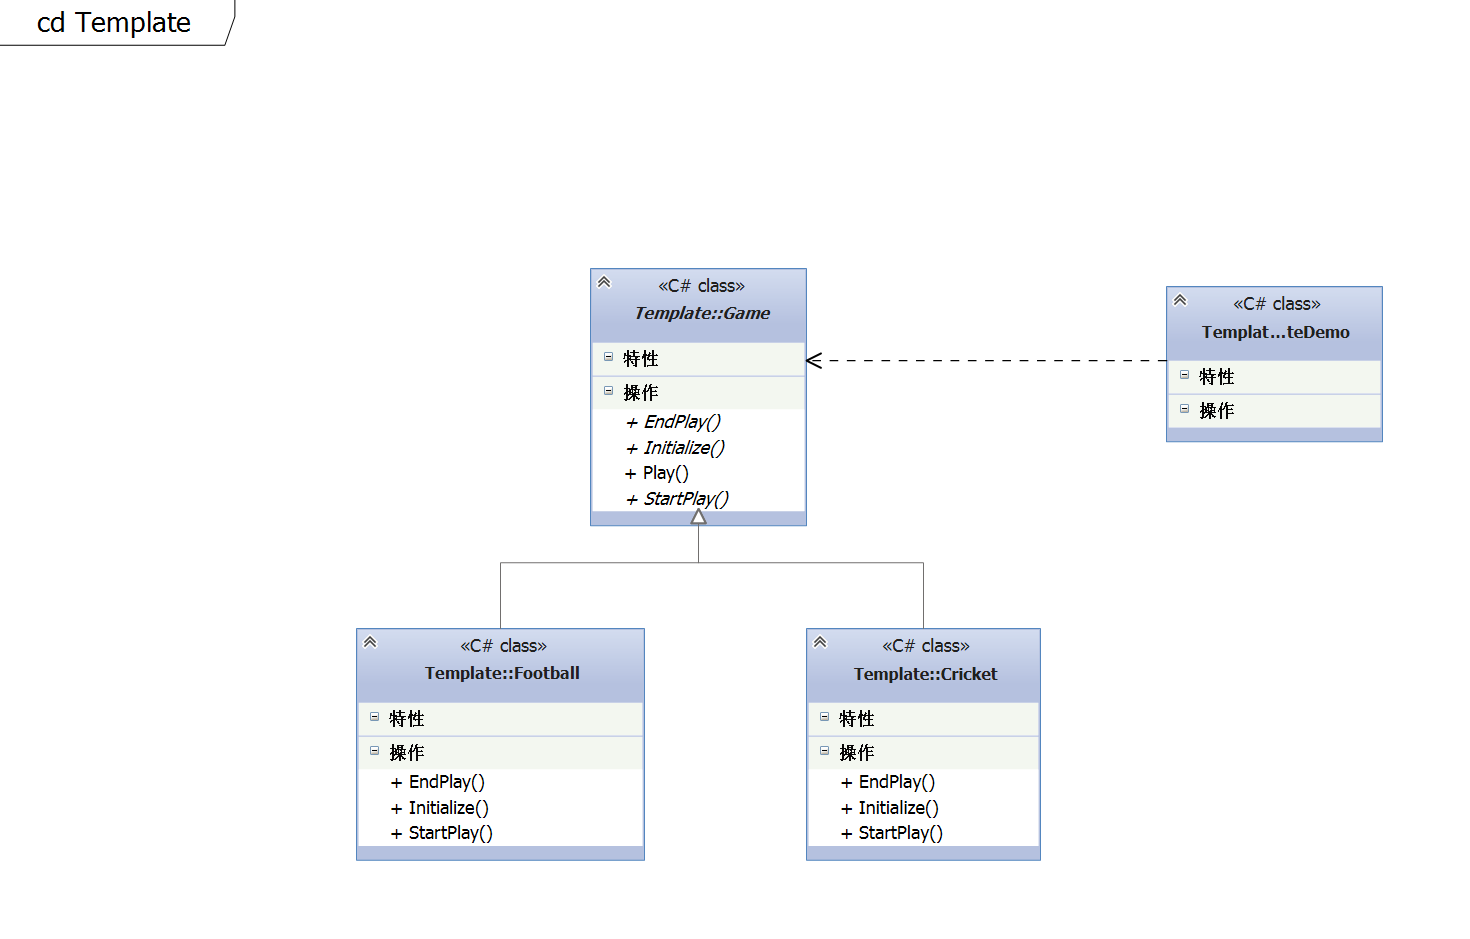 cd Template
«C# class»
Template::Game
特性
操作
+ EndPlay()
+ Initialize()
+ Play()
+ StartPlay()
«C# class»
Templat...teDemo
特性
操作
«C# class»
Template::Football
特性
操作
+ EndPlay()
+ Initialize()
+ StartPlay()
«C# class»
Template::Cricket
特性
操作
+ EndPlay()
+ Initialize()
+ StartPlay()